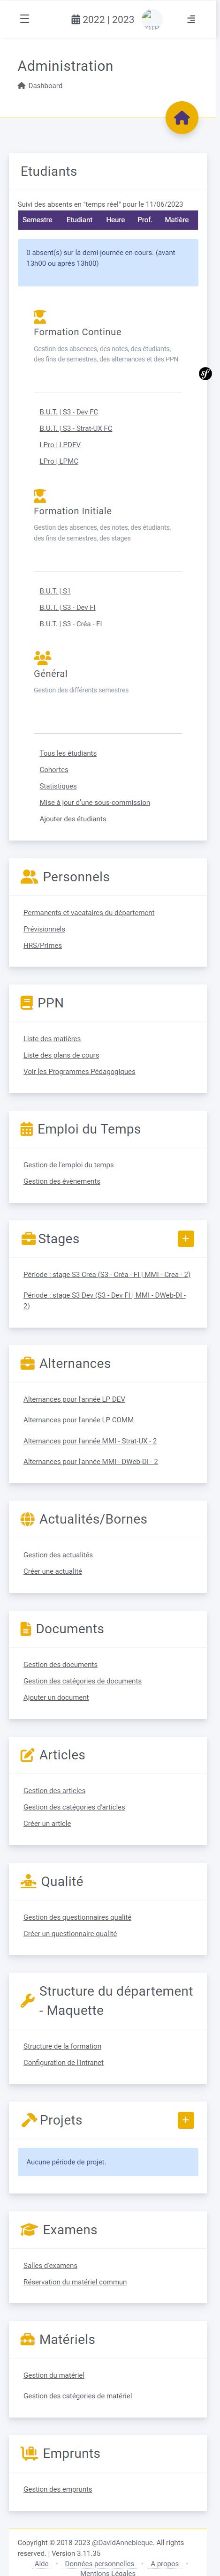 2022 | 2023
Administration
Dashboard
Etudiants
Suivi des absents en "temps réel" pour le 11/06/2023
Semestre Etudiant Heure Prof. Matière
0 absent(s) sur la demi-journée en cours. (avant
13h00 ou après 13h00)
Formation Continue
Gestion des absences, des notes, des étudiants,
des fins de semestres, des alternances et des PPN
B.U.T. | S3 - Dev FC
B.U.T. | S3 - Strat-UX FC
LPro | LPDEV
LPro | LPMC
Formation Initiale
Gestion des absences, des notes, des étudiants,
des fins de semestres, des stages
B.U.T. | S1
B.U.T. | S3 - Dev FI
B.U.T. | S3 - Créa - FI
Général
Gestion des différents semestres
Tous les étudiants
Cohortes
Statistiques
Mise à jour d'une sous-commission
Ajouter des étudiants
Personnels
Permanents et vacataires du département
Prévisionnels
HRS/Primes
PPN
Liste des matières
Liste des plans de cours
Voir les Programmes Pédagogiques
Emploi du Temps
Gestion de l'emploi du temps
Gestion des évènements
Stages
Période : stage S3 Crea (S3 - Créa - FI | MMI - Crea - 2)
Période : stage S3 Dev (S3 - Dev FI | MMI - DWeb-DI -
2)
Alternances
Alternances pour l'année LP DEV
Alternances pour l'année LP COMM
Alternances pour l'année MMI - Strat-UX - 2
Alternances pour l'année MMI - DWeb-DI - 2
Actualités/Bornes
Gestion des actualités
Créer une actualité
Documents
Gestion des documents
Gestion des catégories de documents
Ajouter un document
Articles
Gestion des articles
Gestion des catégories d'articles
Créer un article
Qualité
Gestion des questionnaires qualité
Créer un questionnaire qualité
Structure du département
- Maquette
Structure de la formation
Configuration de l'intranet
Projets
Aucune période de projet.
Examens
Salles d'examens
Réservation du matériel commun
Matériels
Gestion du matériel
Gestion des catégories de matériel
Emprunts
Gestion des emprunts
Copyright © 2018-2023 @DavidAnnebicque. All rights
reserved. | Version 3.11.35
Aide · Données personnelles · A propos ·
Mentions Légales